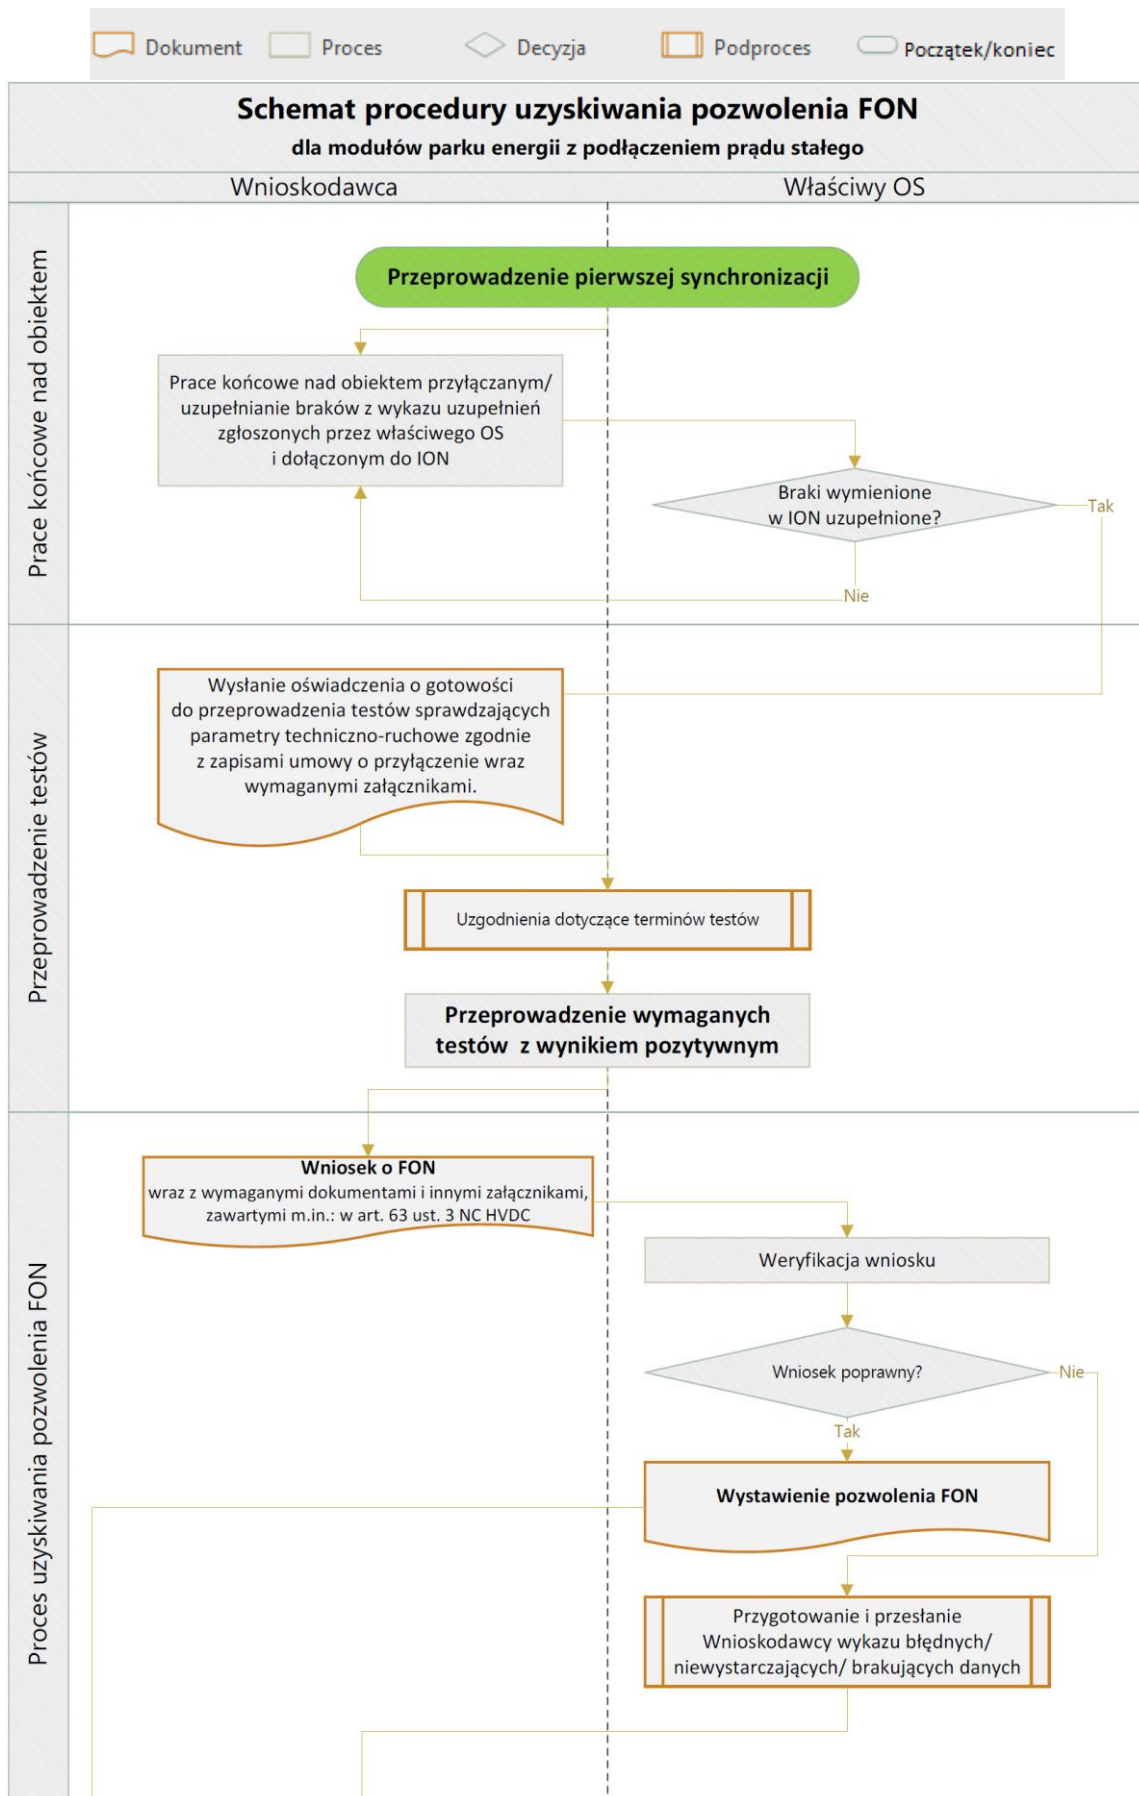 Dokument
Proces
Decyzja
Podproces
Początek/koniec
Schemat procedury uzyskiwania pozwolenia FON
dla modułów parku energii z podłączeniem prądu stałego
Wnioskodawca
Właściwy OS
Prace końcowe nad obiektem
Przeprowadzenie pierwszej synchronizacji
Prace końcowe nad obiektem przyłączanym/
uzupełnianie braków z wykazu uzupełnień
zgłoszonych przez właściwego OS
i dołączonym do ION
Braki wymienione
w ION uzupełnione?
Tak
Nie
Przeprowadzenie testów
Wysłanie oświadczenia o gotowości
do przeprowadzenia testów sprawdzających
parametry techniczno-ruchowe zgodnie
z zapisami umowy o przyłączenie wraz
wymaganymi załącznikami.
Uzgodnienia dotyczące terminów testów
Przeprowadzenie wymaganych
testów z wynikiem pozytywnym
Proces uzyskiwania pozwolenia FON
Wniosek o FON
wraz z wymaganymi dokumentami i innymi załącznikami,
zawartymi m.in.: w art. 63 ust. 3 NC HVDC
Weryfikacja wniosku
Wniosek poprawny?
Nie
Tak
Wystawienie pozwolenia FON
Przygotowanie i przesłanie
Wnioskodawcy wykazu błędnych/
niewystarczających/ brakujących danych